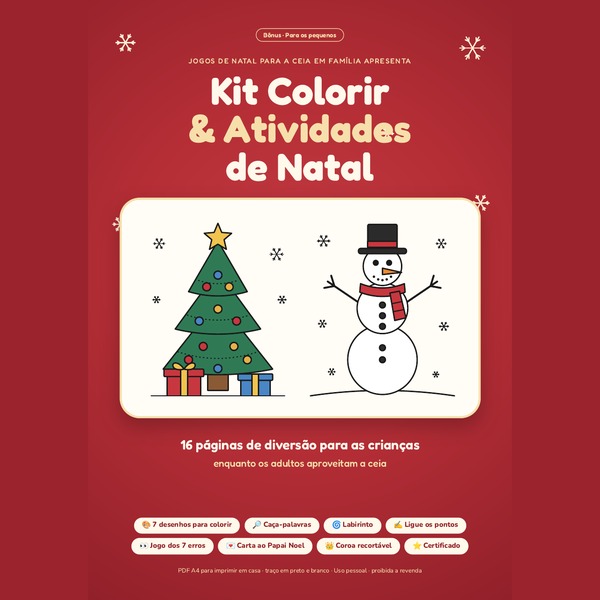 Bônus · Para os pequenos
JOGOS DE NATAL PARA A CEIA EM FAMÍLIA APRESENTA
Kit Colorir
& Atividades
de Natal
16 páginas de diversão para as crianças
enquanto os adultos aproveitam a ceia
🎨 7 desenhos para colorir 🔎 Caça-palavras 🌀 Labirinto ✍️ Ligue os pontos
👀 Jogo dos 7 erros 💌 Carta ao Papai Noel 👑 Coroa recortável ⭐ Certificado
PDF A4 para imprimir em casa · traço em preto e branco · Uso pessoal · proibida a revenda